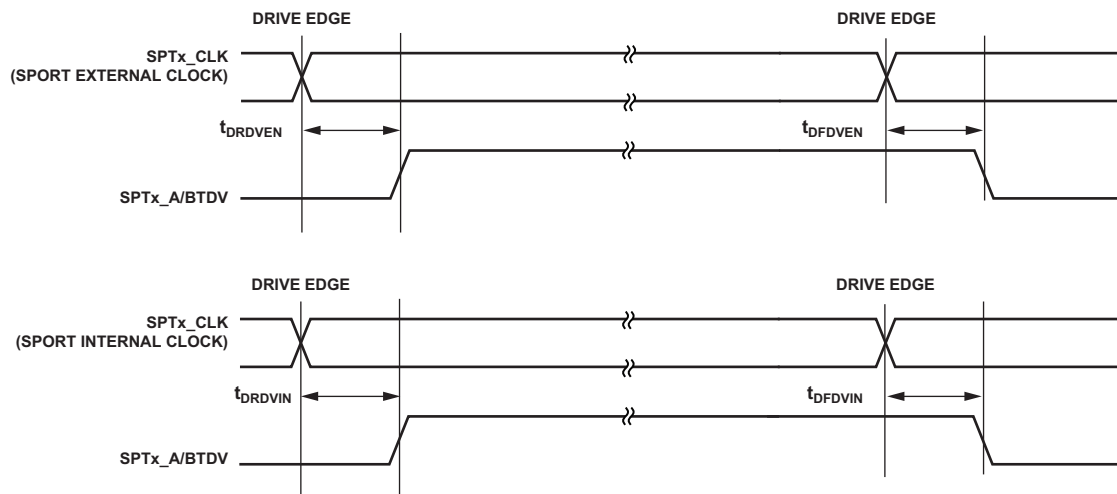 DRIVE EDGE DRIVE EDGE
SPTx_CLK
(SPORT EXTERNAL CLOCK)
tDRDVEN tDFDVEN
SPTx_A/BTDV
DRIVE EDGE DRIVE EDGE
SPTx_CLK
(SPORT INTERNAL CLOCK)
tDRDVIN tDFDVIN
SPTx_A/BTDV